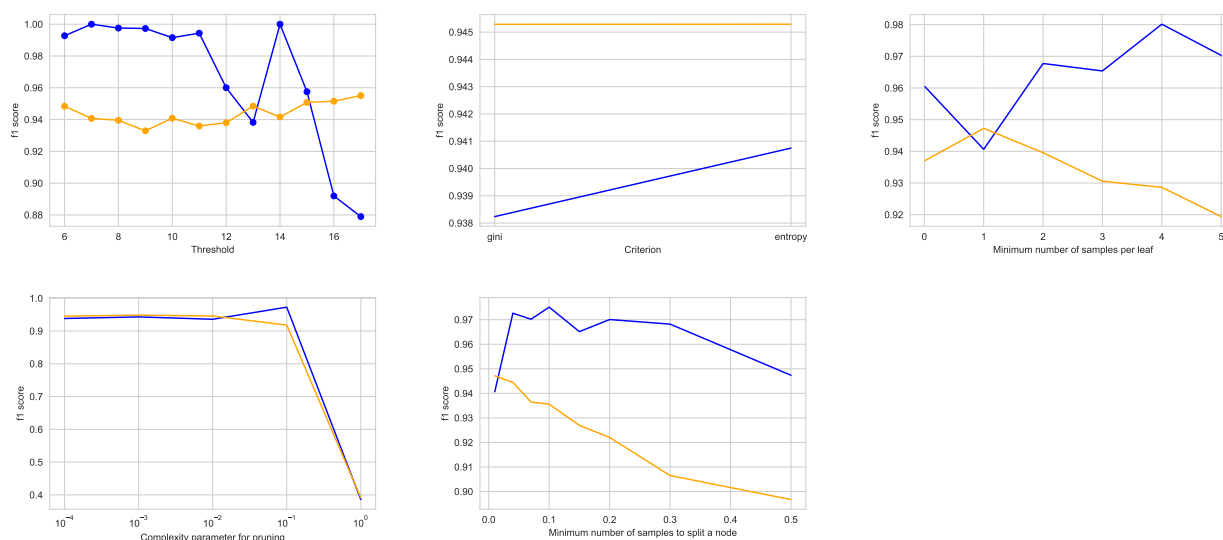 1.00
0.98
0.96
0.94
0.92
0.90
0.88
f1 score
6 8 10 12 14 16
Threshold
0.945
0.944
0.943
0.942
0.941
0.940
0.939
0.938
f1 score
gini entropy
Criterion
0.98
0.97
0.96
0.95
0.94
0.93
0.92
f1 score
0 1 2 3 4 5
Minimum number of samples per leaf
1.0
0.9
0.8
0.7
0.6
0.5
0.4
f1 score
10⁻⁴ 10⁻³ 10⁻² 10⁻¹ 10⁰
Complexity parameter for pruning
0.97
0.96
0.95
0.94
0.93
0.92
0.91
0.90
f1 score
0.0 0.1 0.2 0.3 0.4 0.5
Minimum number of samples to split a node